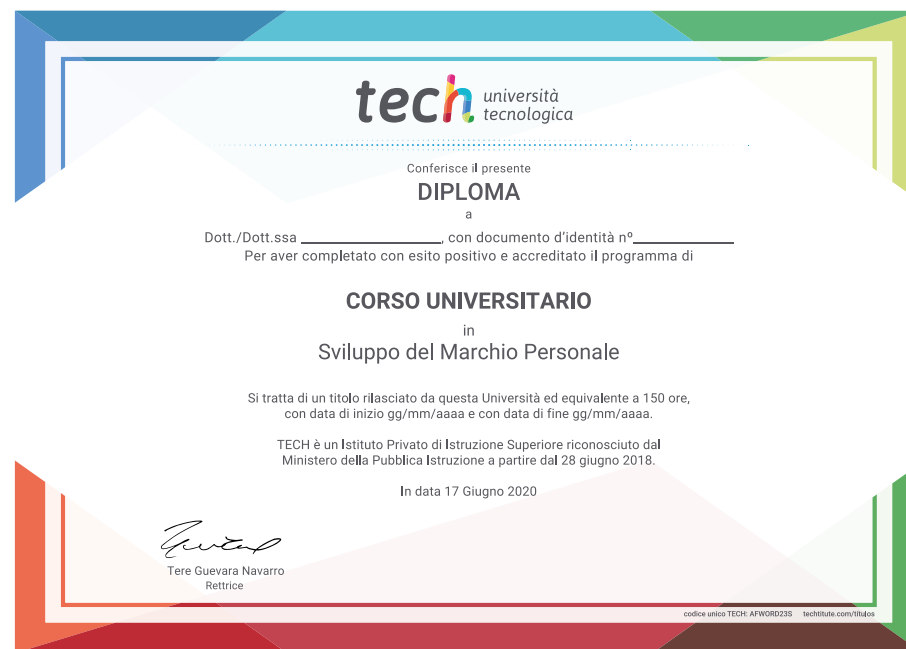 tech università
tecnologica
Conferisce il presente
DIPLOMA
a
Dott./Dott.ssa ____________________, con documento d'identità nº______________
Per aver completato con esito positivo e accreditato il programma di
CORSO UNIVERSITARIO
in
Sviluppo del Marchio Personale
Si tratta di un titolo rilasciato da questa Università ed equivalente a 150 ore,
con data di inizio gg/mm/aaaa e con data di fine gg/mm/aaaa.
TECH è un Istituto Privato di Istruzione Superiore riconosciuto dal
Ministero della Pubblica Istruzione a partire dal 28 giugno 2018.
In data 17 Giugno 2020
Tere Guevara Navarro
Rettrice
codice unico TECH: AFWORD23S techtitute.com/títulos